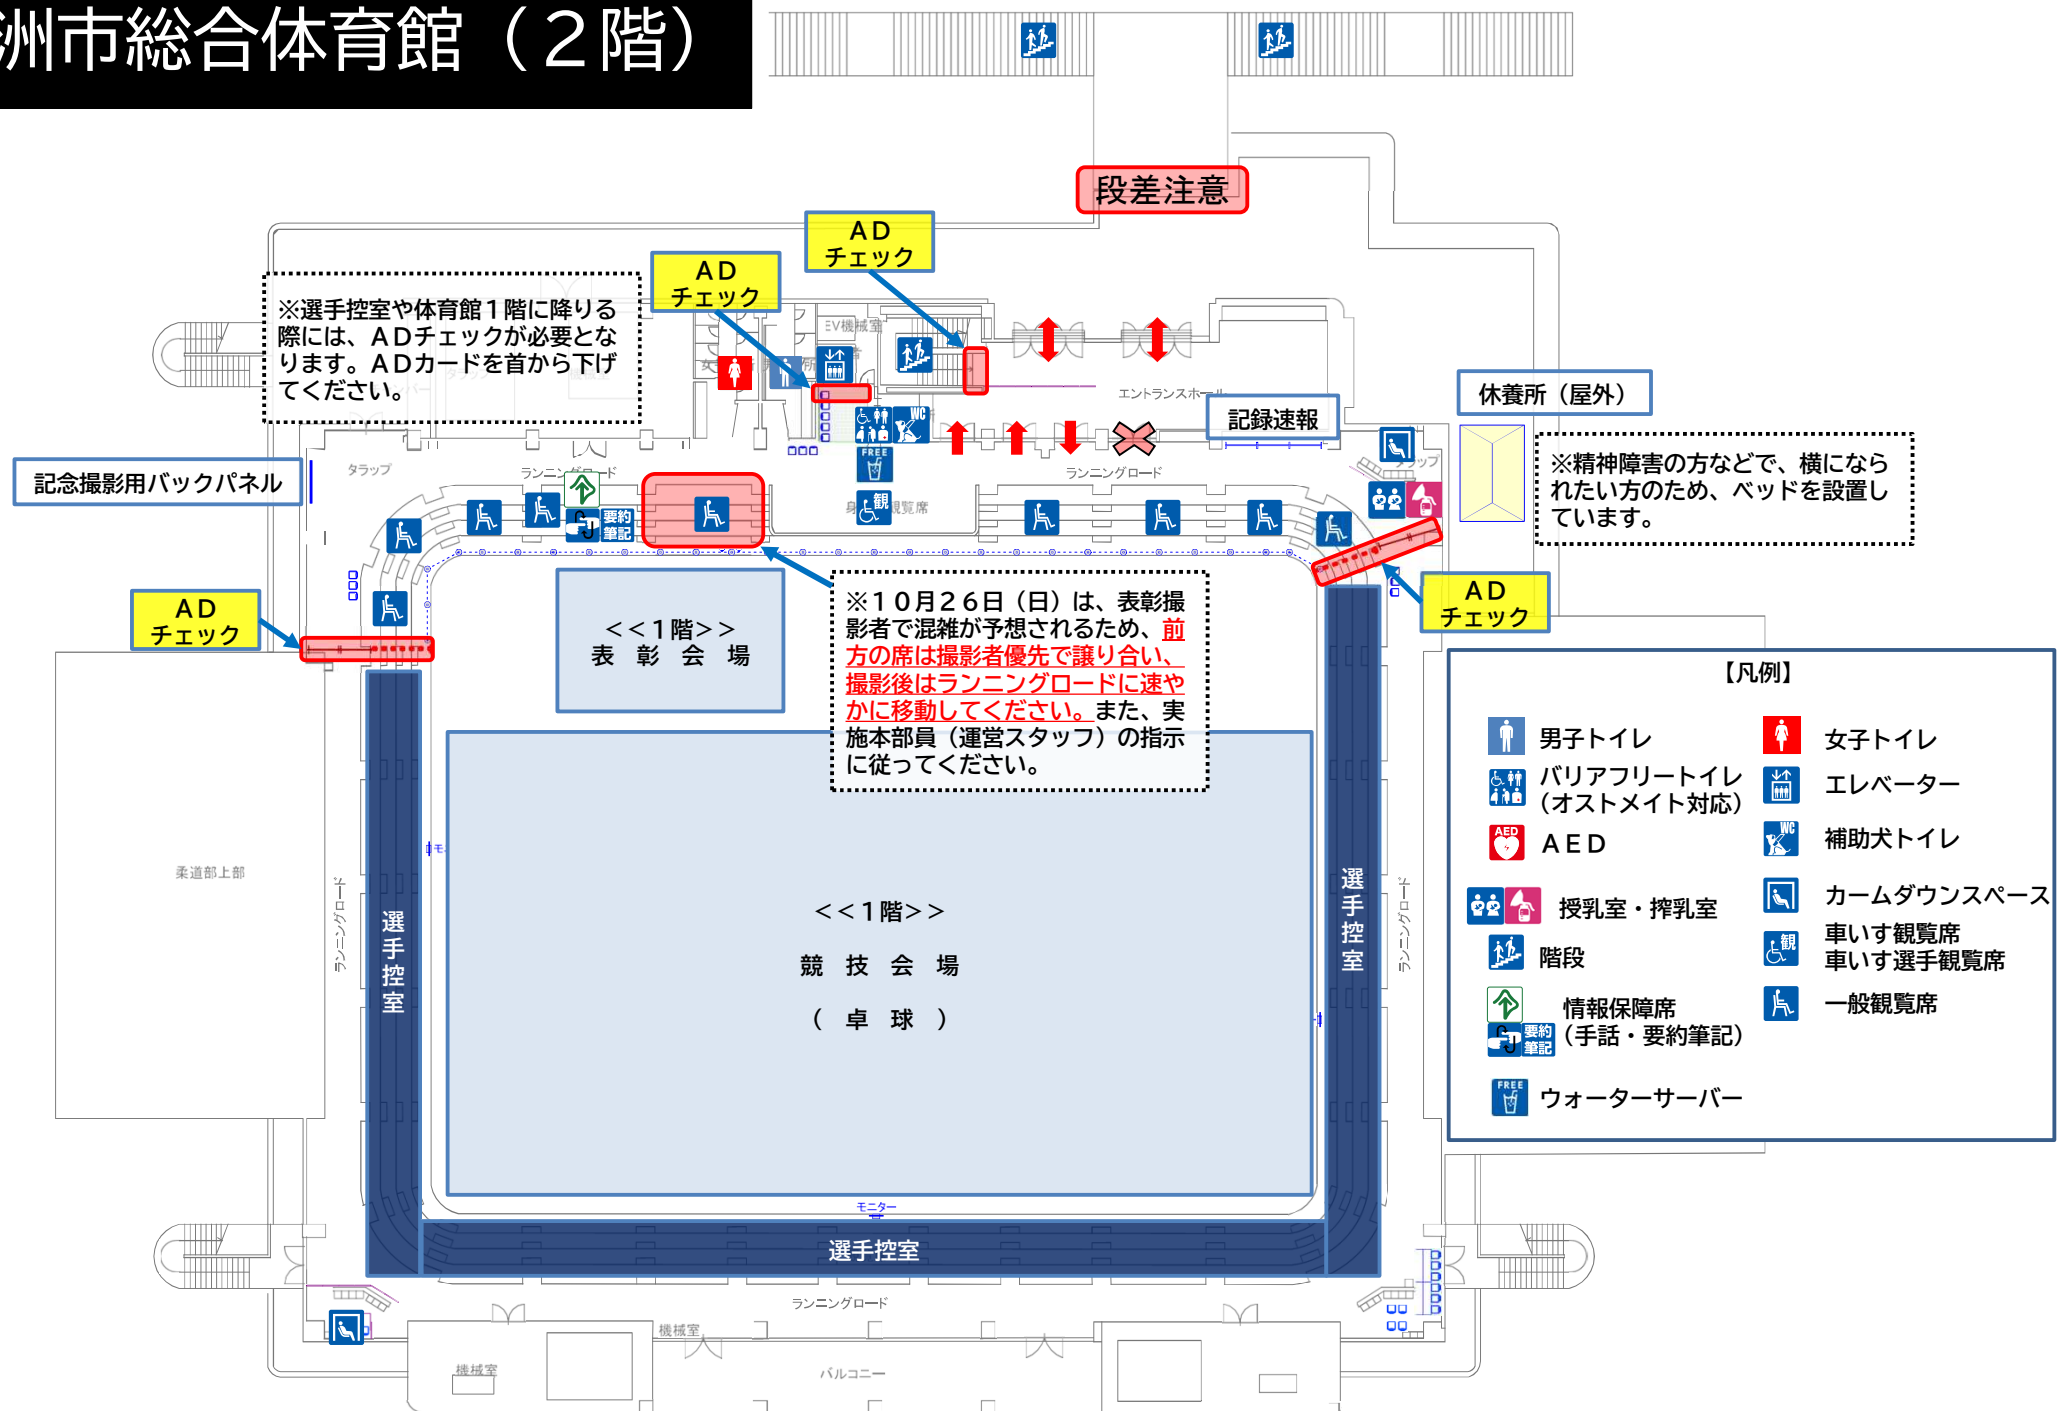 洲市総合体育館（２階）
段差注意
ＡＤ
チェック
ＡＤ
チェック
※選手控室や体育館１階に降りる
際には、ＡＤチェックが必要とな
ります。ＡＤカードを首から下げ
てください。
EV機械室
エントランスホール
記録速報
休養所（屋外）
※精神障害の方などで、横になら
れたい方のため、ベッドを設置し
ています。
記念撮影用バックパネル
タラップ
ランニングロード
ランニングロード
タラップ
WC
FREE
観
観覧席
要約
筆記
ＡＤ
チェック
ＡＤ
チェック
＜＜１階＞＞
表　彰　会　場
※１０月２６日（日）は、表彰撮
影者で混雑が予想されるため、前
方の席は撮影者優先で譲り合い、
撮影後はランニングロードに速や
かに移動してください。また、実
施本部員（運営スタッフ）の指示
に従ってください。
柔道部上部
ランニングロード
選手控室
モニ
＜＜１階＞＞
競　技　会　場
（　卓　球　）
選手控室
ランニングロード
モニター
選手控室
ランニングロード
機械室
機械室
バルコニー
【凡例】
男子トイレ
女子トイレ
バリアフリートイレ
（オストメイト対応）
エレベーター
AED
ＡＥＤ
WC
補助犬トイレ
授乳室・搾乳室
カームダウンスペース
階段
観
車いす観覧席
車いす選手観覧席
要約
筆記
情報保障席
（手話・要約筆記）
一般観覧席
FREE
ウォーターサーバー